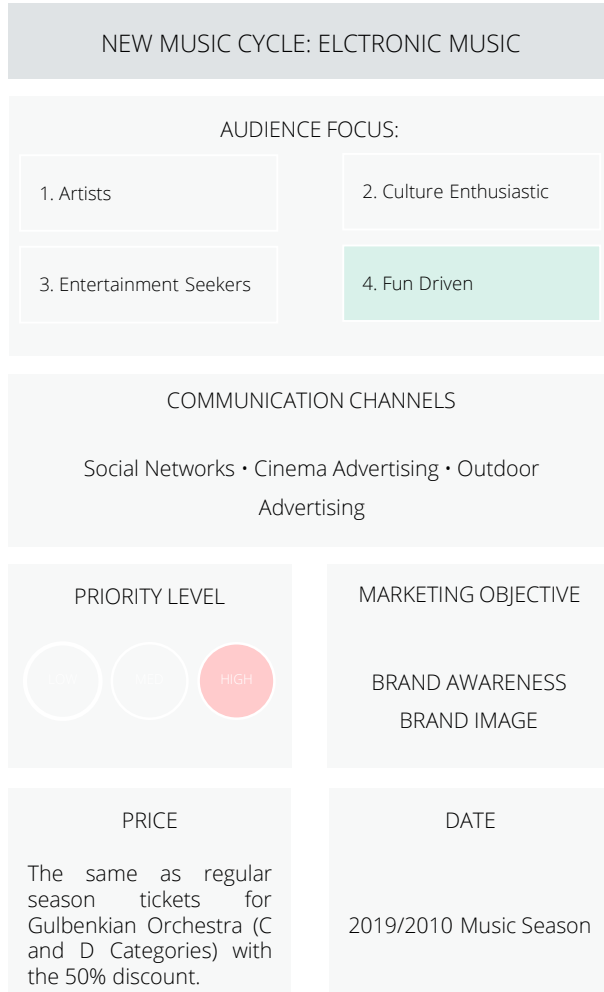 NEW MUSIC CYCLE: ELCTRONIC MUSIC
AUDIENCE FOCUS:
1. Artists
2. Culture Enthusiastic
3. Entertainment Seekers
4. Fun Driven
COMMUNICATION CHANNELS
Social Networks • Cinema Advertising • Outdoor
Advertising
PRIORITY LEVEL
LOW
HIGH
MARKETING OBJECTIVE
BRAND AWARENESS
BRAND IMAGE
PRICE
The same as regular
season tickets for
Gulbenkian Orchestra (C
and D Categories) with
the 50% discount.
DATE
2019/2010 Music Season